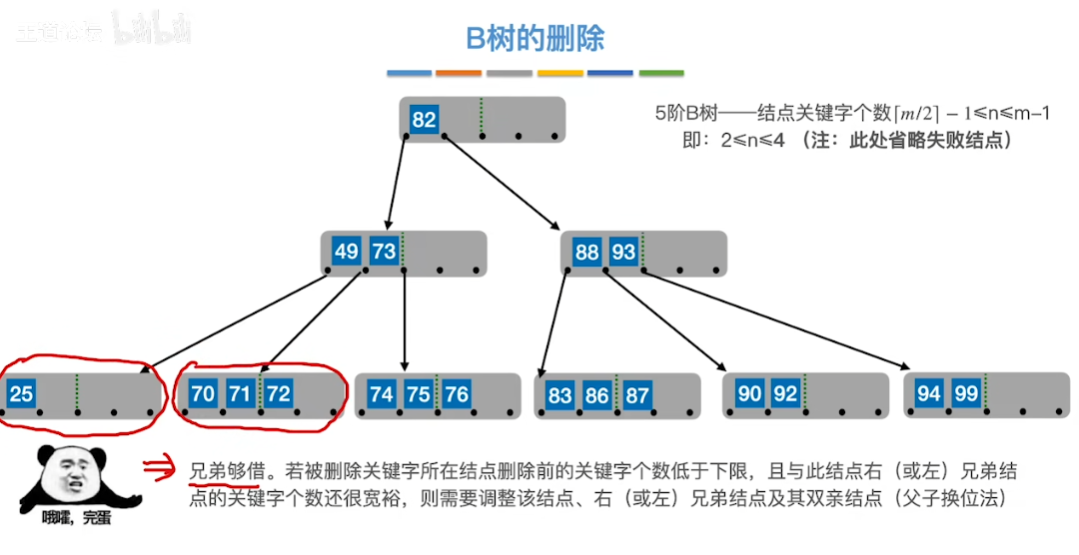 王道论坛 bilibili
B树的删除
5阶B树——结点关键字个数⌈m/2⌉ − 1≤n≤m–1
即：2≤n≤4 （注：此处省略失败结点）
82
49 73
88 93
25
70 71 72
74 75 76
83 86 87
90 92
94 99
兄弟够借。若被删除关键字所在结点删除前的关键字个数低于下限，且与此结点右（或左）兄弟结
点的关键字个数还很宽裕，则需要调整该结点、右（或左）兄弟结点及其双亲结点（父子换位法）
哦嚯，完蛋